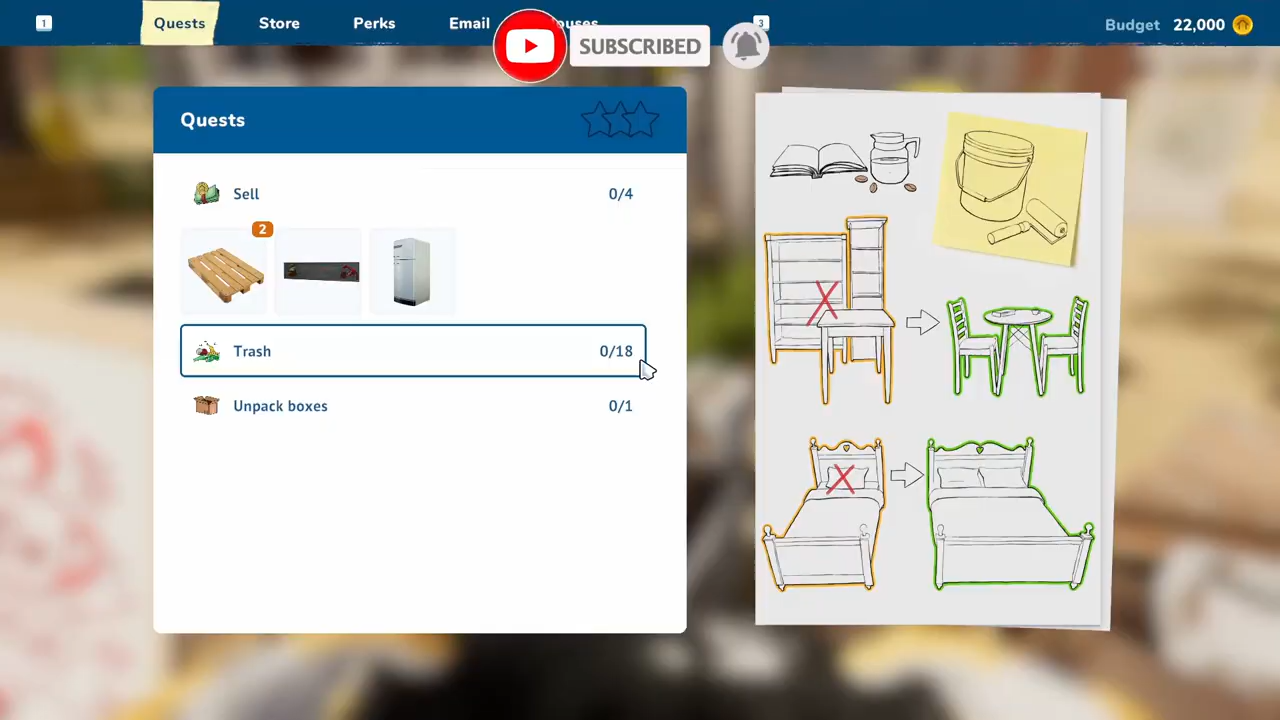 1 Quests Store Perks Email 3 Budget 22,000
SUBSCRIBED
Quests
Sell 0/4
2
Trash 0/18
Unpack boxes 0/1